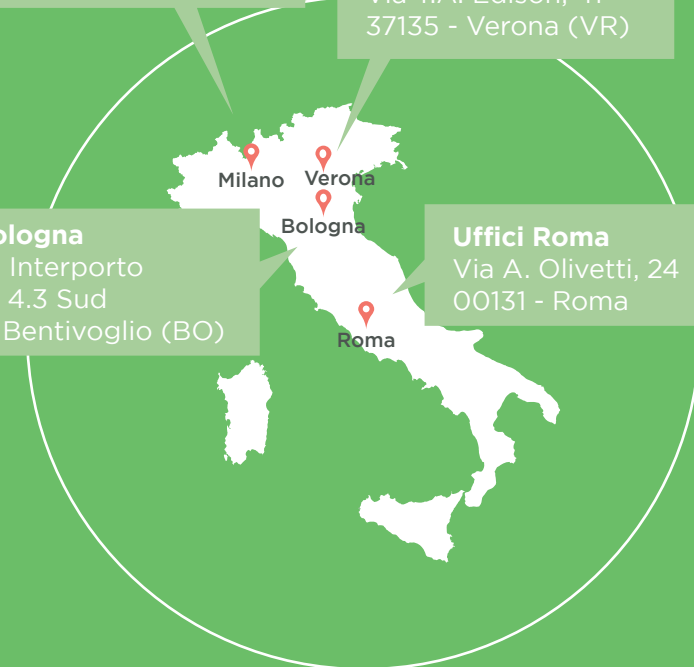 37135 - Verona (VR)
Milano
Verona
Bologna
Interporto
4.3 Sud
Bentivoglio (BO)
Uffici Roma
Via A. Olivetti, 24
00131 - Roma
Roma